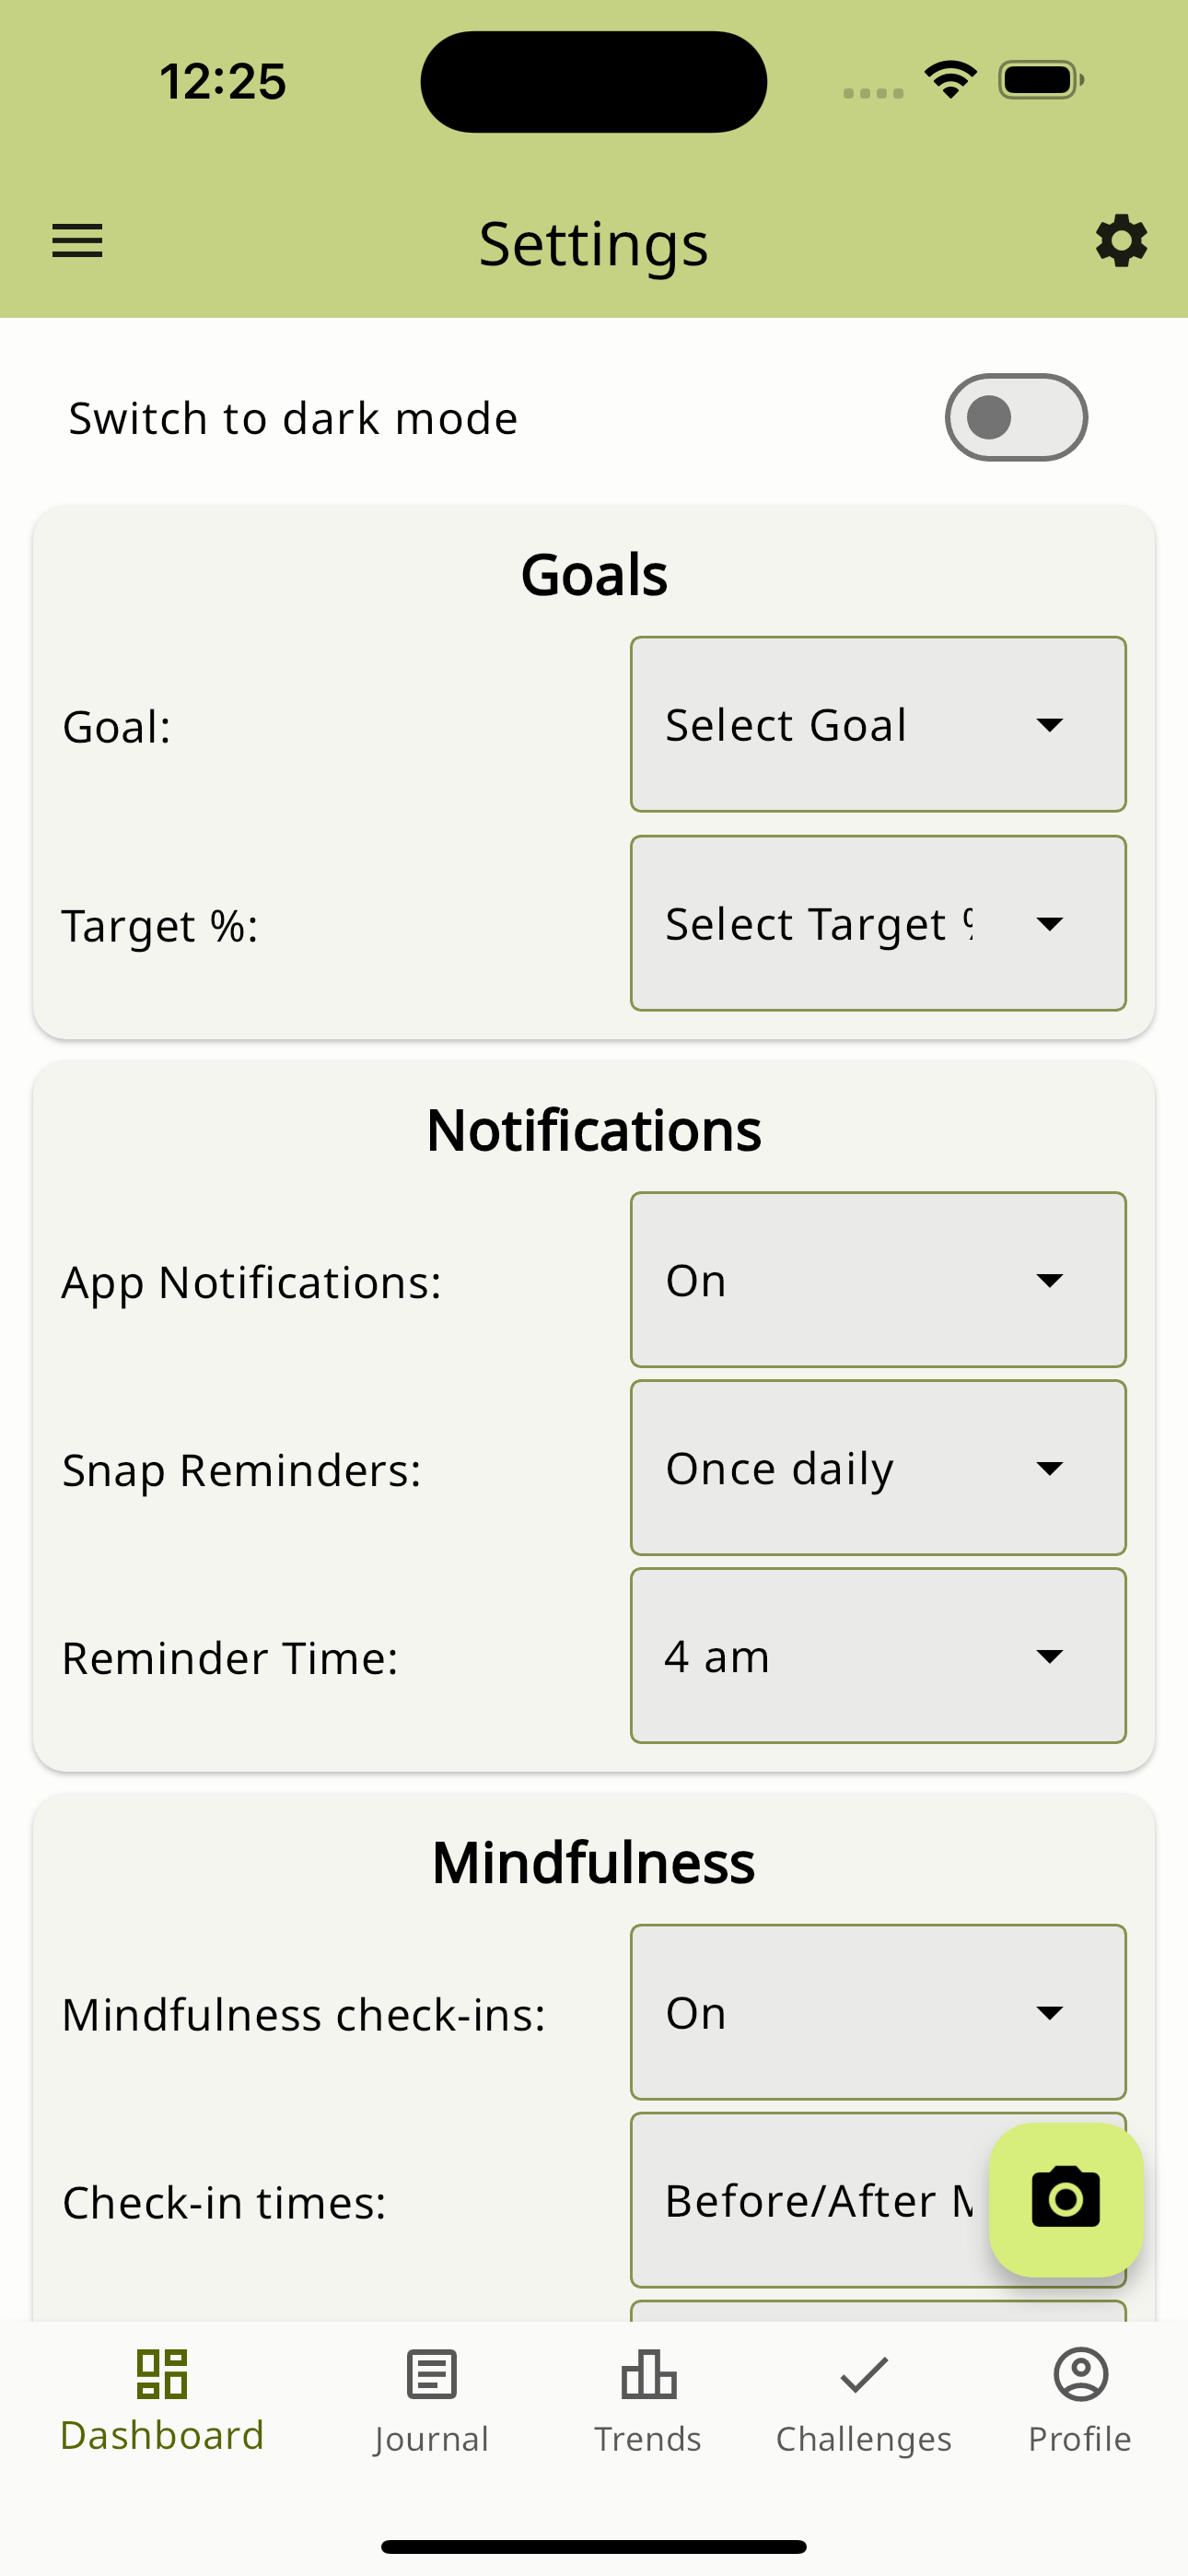 12:25
Settings
Switch to dark mode
Goals
Goal:
Select Goal
Target %:
Select Target
Notifications
App Notifications:
On
Snap Reminders:
Once daily
Reminder Time:
4 am
Mindfulness
Mindfulness check-ins:
On
Check-in times:
Before/After
Dashboard
Journal
Trends
Challenges
Profile